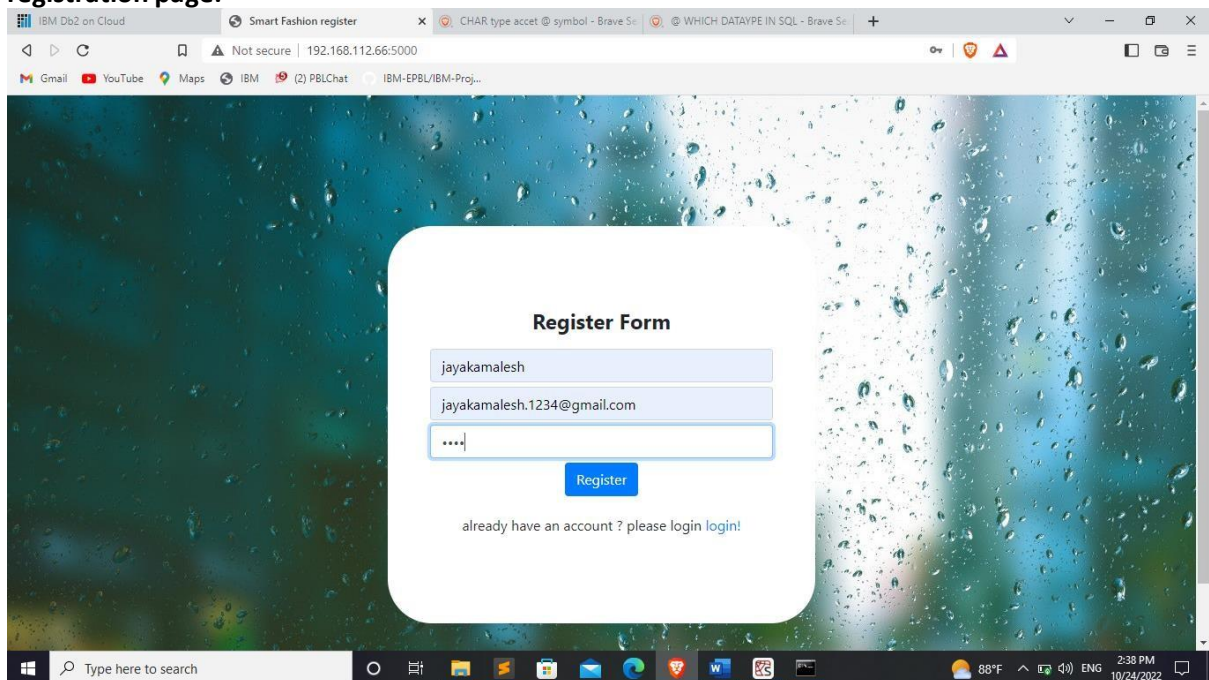 registration page.
IBM Db2 on Cloud
Smart Fashion register
CHAR type accet @ symbol - Brave Se
@ WHICH DATAYPE IN SQL - Brave Se
Not secure | 192.168.112.66:5000
Gmail YouTube Maps IBM (2) PBLChat IBM-EPBL/IBM-Proj...
Register Form
jayakamalesh
jayakamalesh.1234@gmail.com
••••
Register
already have an account ? please login login!
Type here to search
88°F ENG 2:38 PM
10/24/2022